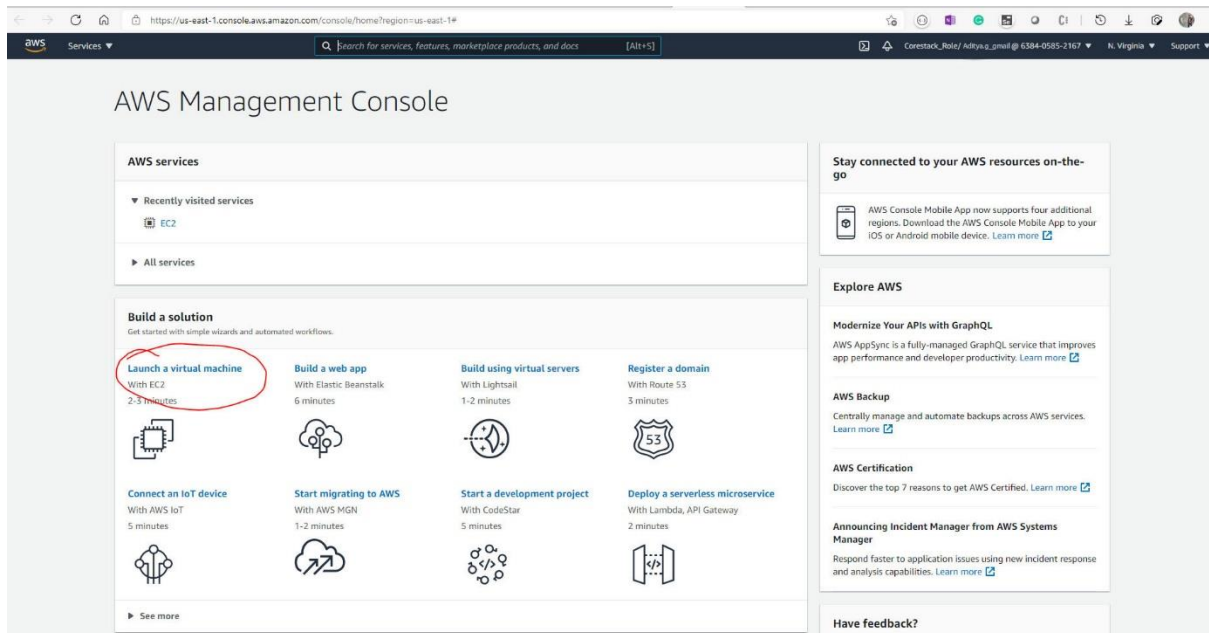 https://us-east-1.console.aws.amazon.com/console/home?region=us-east-1#
aws
Services ▼
Search for services, features, marketplace products, and docs
[Alt+S]
Corestack_Role/ Aditya.g_gmail @ 6384-0585-2167 ▼
N. Virginia ▼
Support ▼
AWS Management Console
AWS services
▼ Recently visited services
EC2
▶ All services
Build a solution
Get started with simple wizards and automated workflows.
Launch a virtual machine
With EC2
2-3 minutes
Build a web app
With Elastic Beanstalk
6 minutes
Build using virtual servers
With Lightsail
1-2 minutes
Register a domain
With Route 53
3 minutes
53
Connect an IoT device
With AWS IoT
5 minutes
Start migrating to AWS
With AWS MGN
1-2 minutes
Start a development project
With CodeStar
5 minutes
</>
Deploy a serverless microservice
With Lambda, API Gateway
2 minutes
</>
▶ See more
Stay connected to your AWS resources on-the-
go
AWS Console Mobile App now supports four additional
regions. Download the AWS Console Mobile App to your
iOS or Android mobile device. Learn more
Explore AWS
Modernize Your APIs with GraphQL
AWS AppSync is a fully-managed GraphQL service that improves
app performance and developer productivity. Learn more
AWS Backup
Centrally manage and automate backups across AWS services.
Learn more
AWS Certification
Discover the top 7 reasons to get AWS Certified. Learn more
Announcing Incident Manager from AWS Systems
Manager
Respond faster to application issues using new incident response
and analysis capabilities. Learn more
Have feedback?